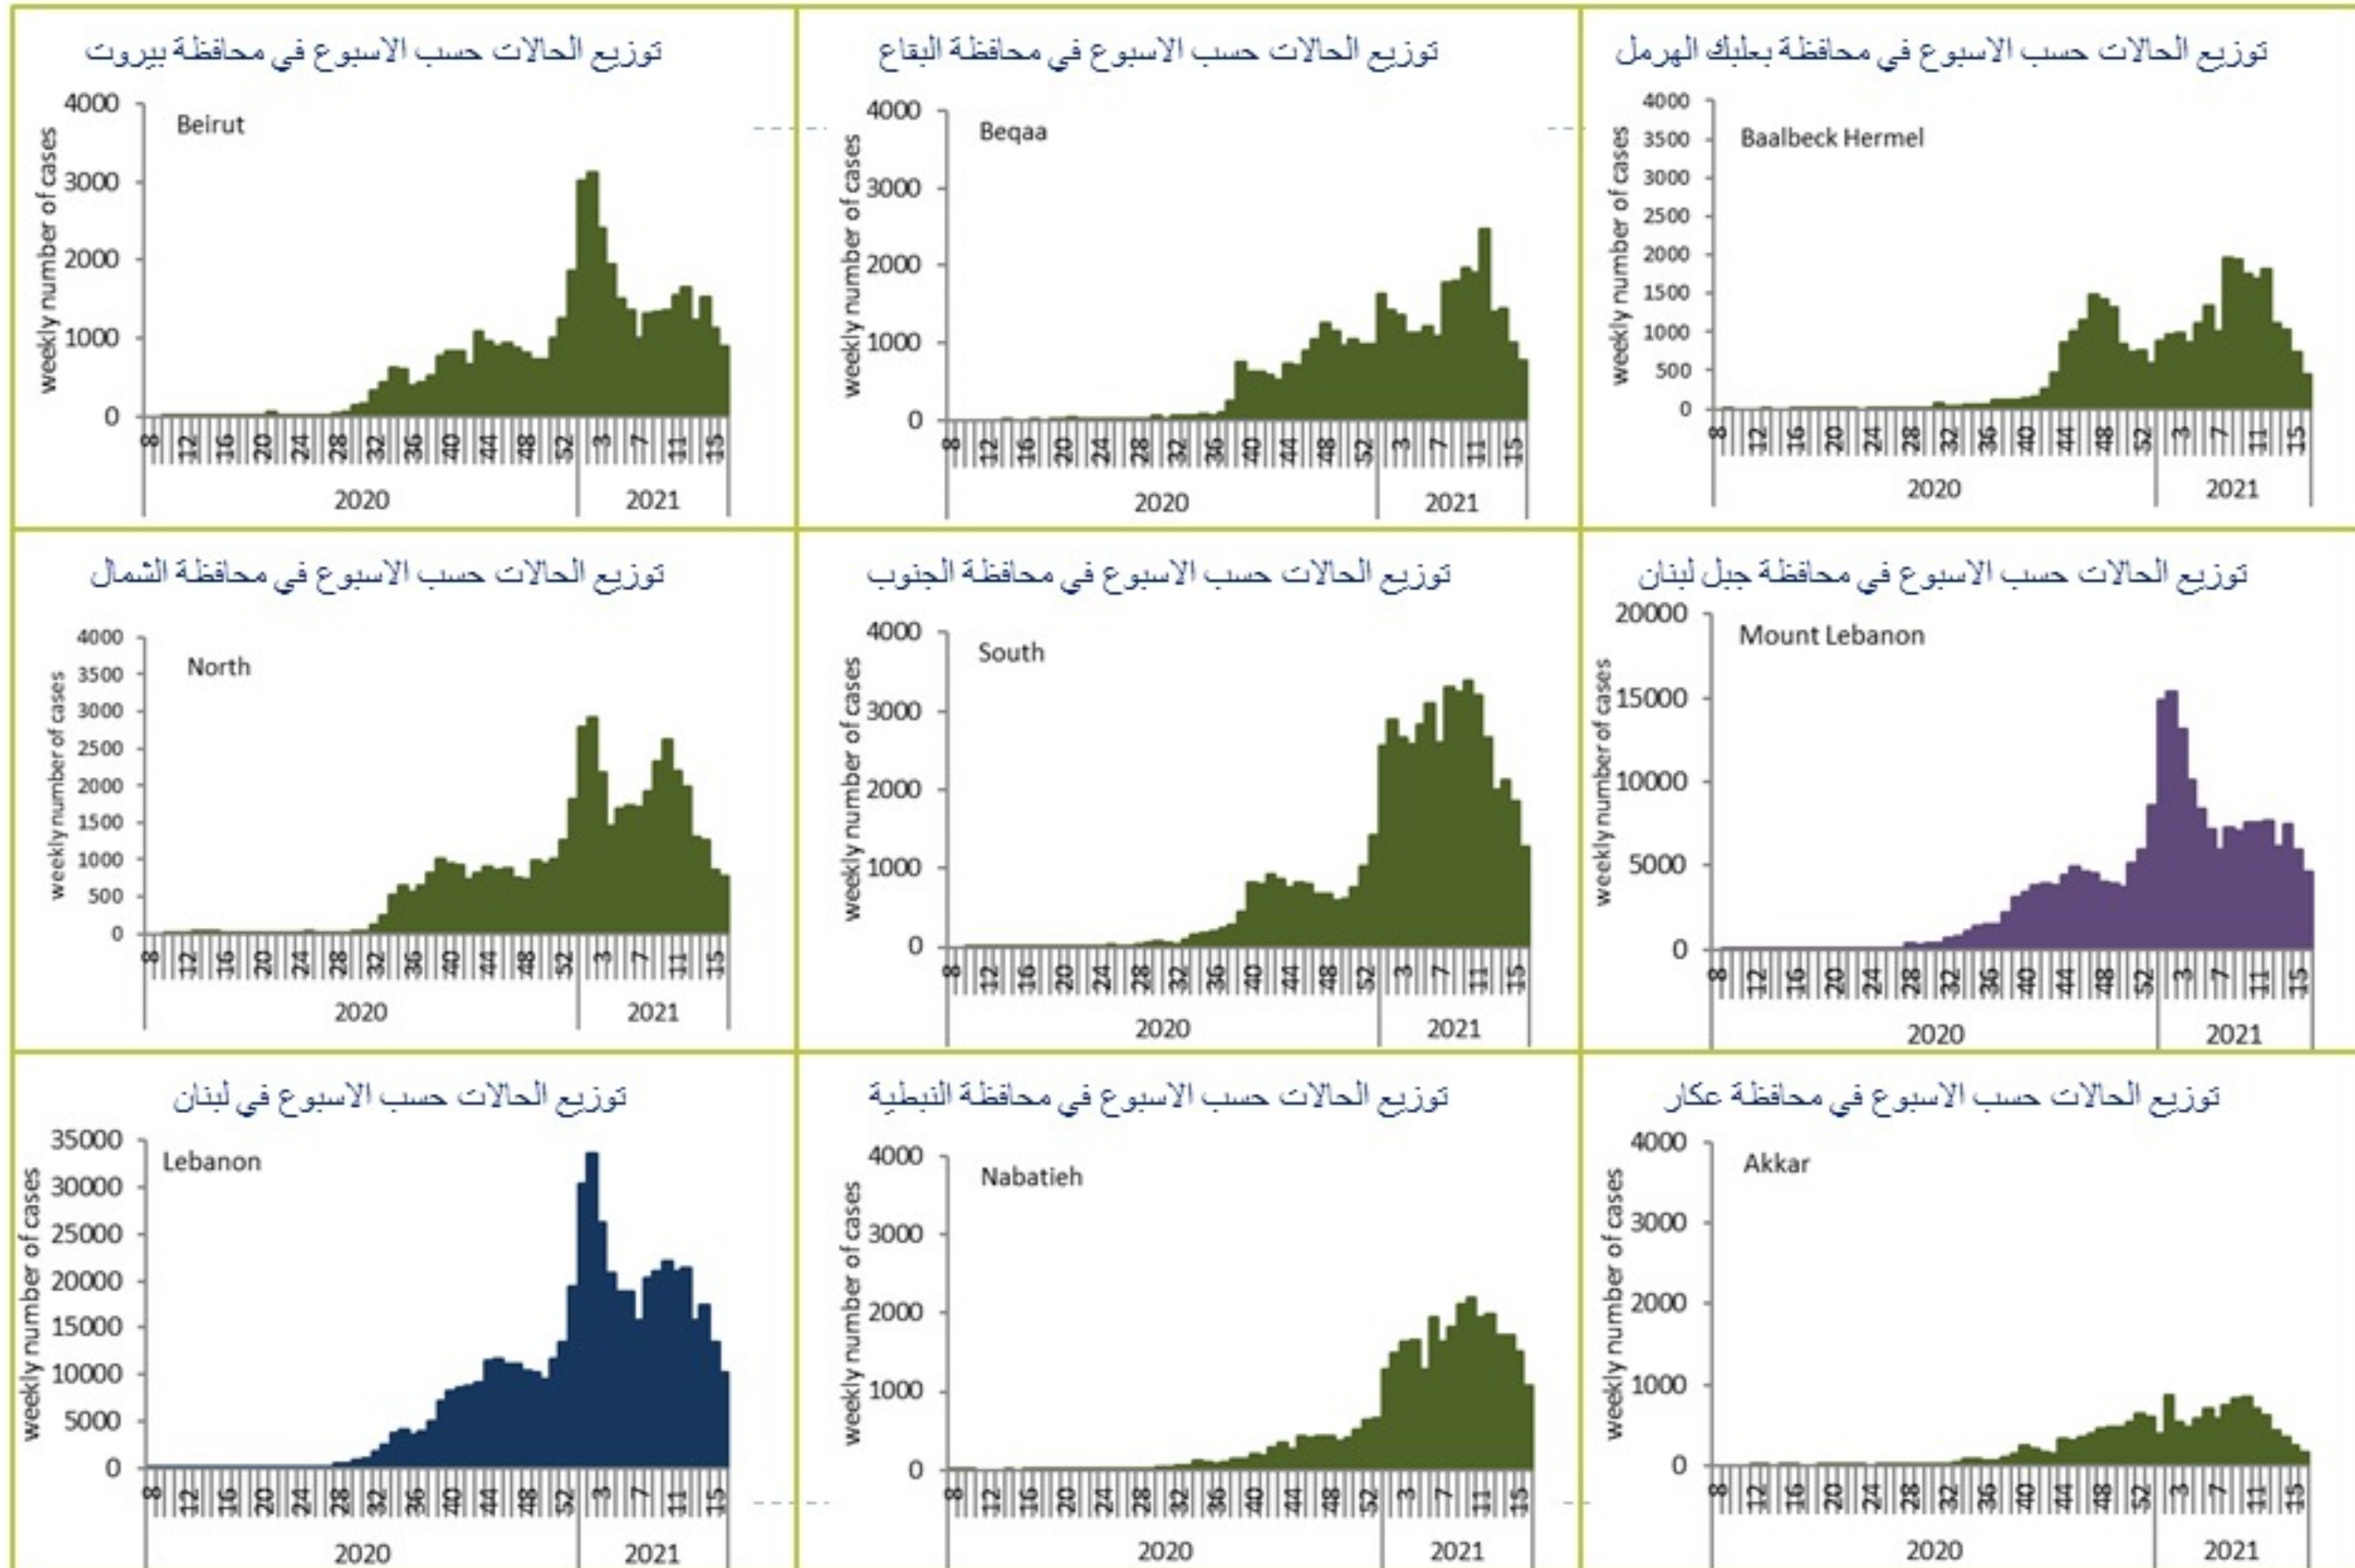 توزيع الحالات حسب الاسبوع في محافظة بيروت
Beirut
weekly number of cases
4000
3000
2000
1000
0
8 12 16 20 24 28 32 36 40 44 48 52 3 7 11 15
2020 2021
توزيع الحالات حسب الاسبوع في محافظة البقاع
Beqaa
weekly number of cases
4000
3000
2000
1000
0
8 12 16 20 24 28 32 36 40 44 48 52 3 7 11 15
2020 2021
توزيع الحالات حسب الاسبوع في محافظة بعلبك الهرمل
Baalbeck Hermel
weekly number of cases
4000
3500
3000
2500
2000
1500
1000
500
0
8 12 16 20 24 28 32 36 40 44 48 52 3 7 11 15
2020 2021
توزيع الحالات حسب الاسبوع في محافظة الشمال
North
weekly number of cases
4000
3500
3000
2500
2000
1500
1000
500
0
8 12 16 20 24 28 32 36 40 44 48 52 3 7 11 15
2020 2021
توزيع الحالات حسب الاسبوع في محافظة الجنوب
South
weekly number of cases
4000
3000
2000
1000
0
8 12 16 20 24 28 32 36 40 44 48 52 3 7 11 15
2020 2021
توزيع الحالات حسب الاسبوع في محافظة جبل لبنان
Mount Lebanon
weekly number of cases
20000
15000
10000
5000
0
8 12 16 20 24 28 32 36 40 44 48 52 3 7 11 15
2020 2021
توزيع الحالات حسب الاسبوع في لبنان
Lebanon
weekly number of cases
35000
30000
25000
20000
15000
10000
5000
0
8 12 16 20 24 28 32 36 40 44 48 52 3 7 11 15
2020 2021
توزيع الحالات حسب الاسبوع في محافظة النبطية
Nabatieh
weekly number of cases
4000
3000
2000
1000
0
8 12 16 20 24 28 32 36 40 44 48 52 3 7 11 15
2020 2021
توزيع الحالات حسب الاسبوع في محافظة عكار
Akkar
weekly number of cases
4000
3000
2000
1000
0
8 12 16 20 24 28 32 36 40 44 48 52 3 7 11 15
2020 2021